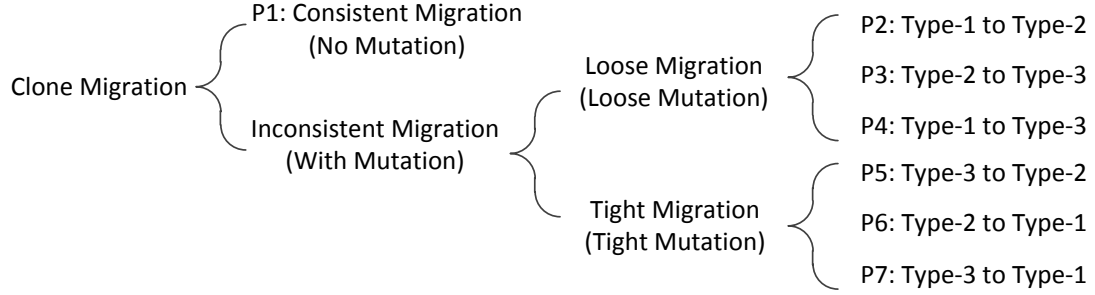 P1: Consistent Migration
(No Mutation)
Clone Migration
Inconsistent Migration
(With Mutation)
Loose Migration
(Loose Mutation)
P2: Type-1 to Type-2
P3: Type-2 to Type-3
P4: Type-1 to Type-3
Tight Migration
(Tight Mutation)
P5: Type-3 to Type-2
P6: Type-2 to Type-1
P7: Type-3 to Type-1